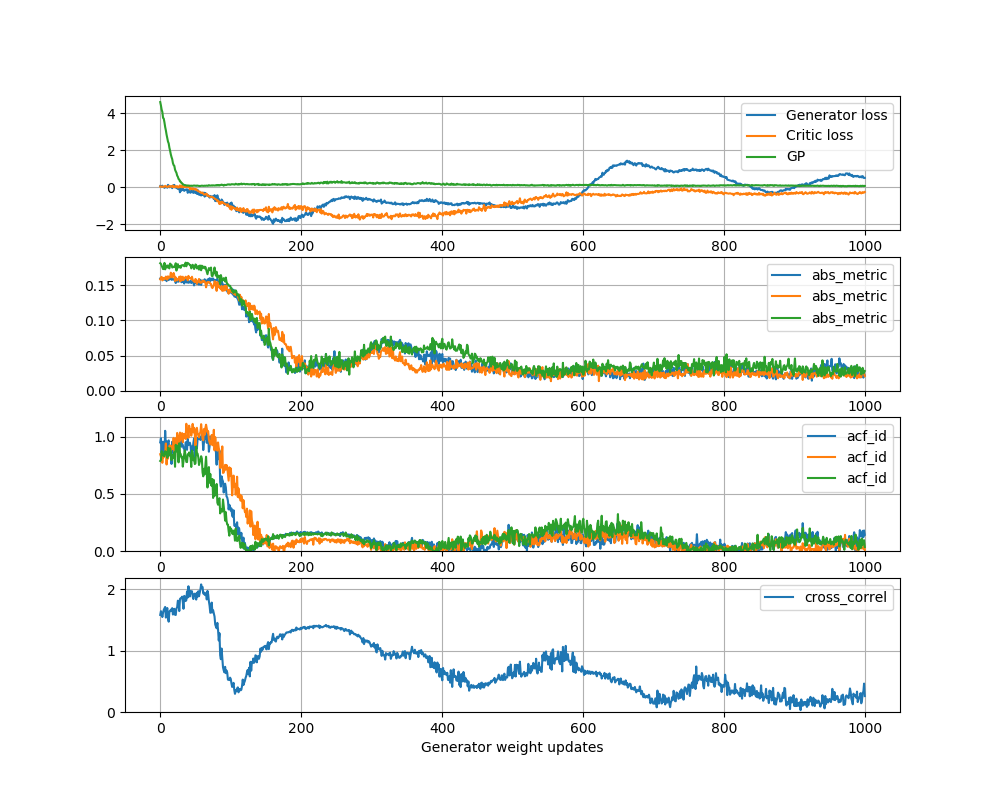 4
2
0
−2
Generator loss
Critic loss
GP
0 200 400 600 800 1000
0.15
0.10
0.05
0.00
abs_metric
abs_metric
abs_metric
0 200 400 600 800 1000
1.0
0.5
0.0
acf_id
acf_id
acf_id
0 200 400 600 800 1000
2
1
0
cross_correl
0 200 400 600 800 1000
Generator weight updates